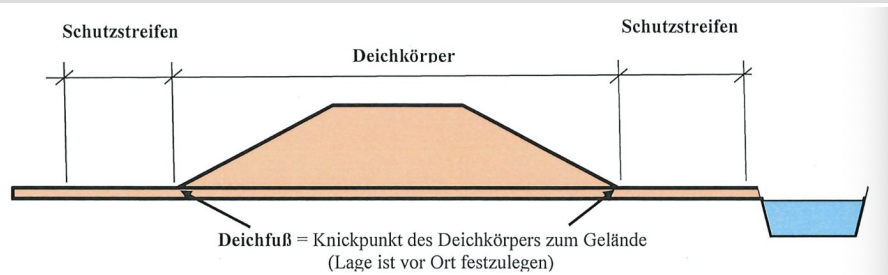 Schutzstreifen
Deichkörper
Schutzstreifen
Deichfuß = Knickpunkt des Deichkörpers zum Gelände
(Lage ist vor Ort festzulegen)